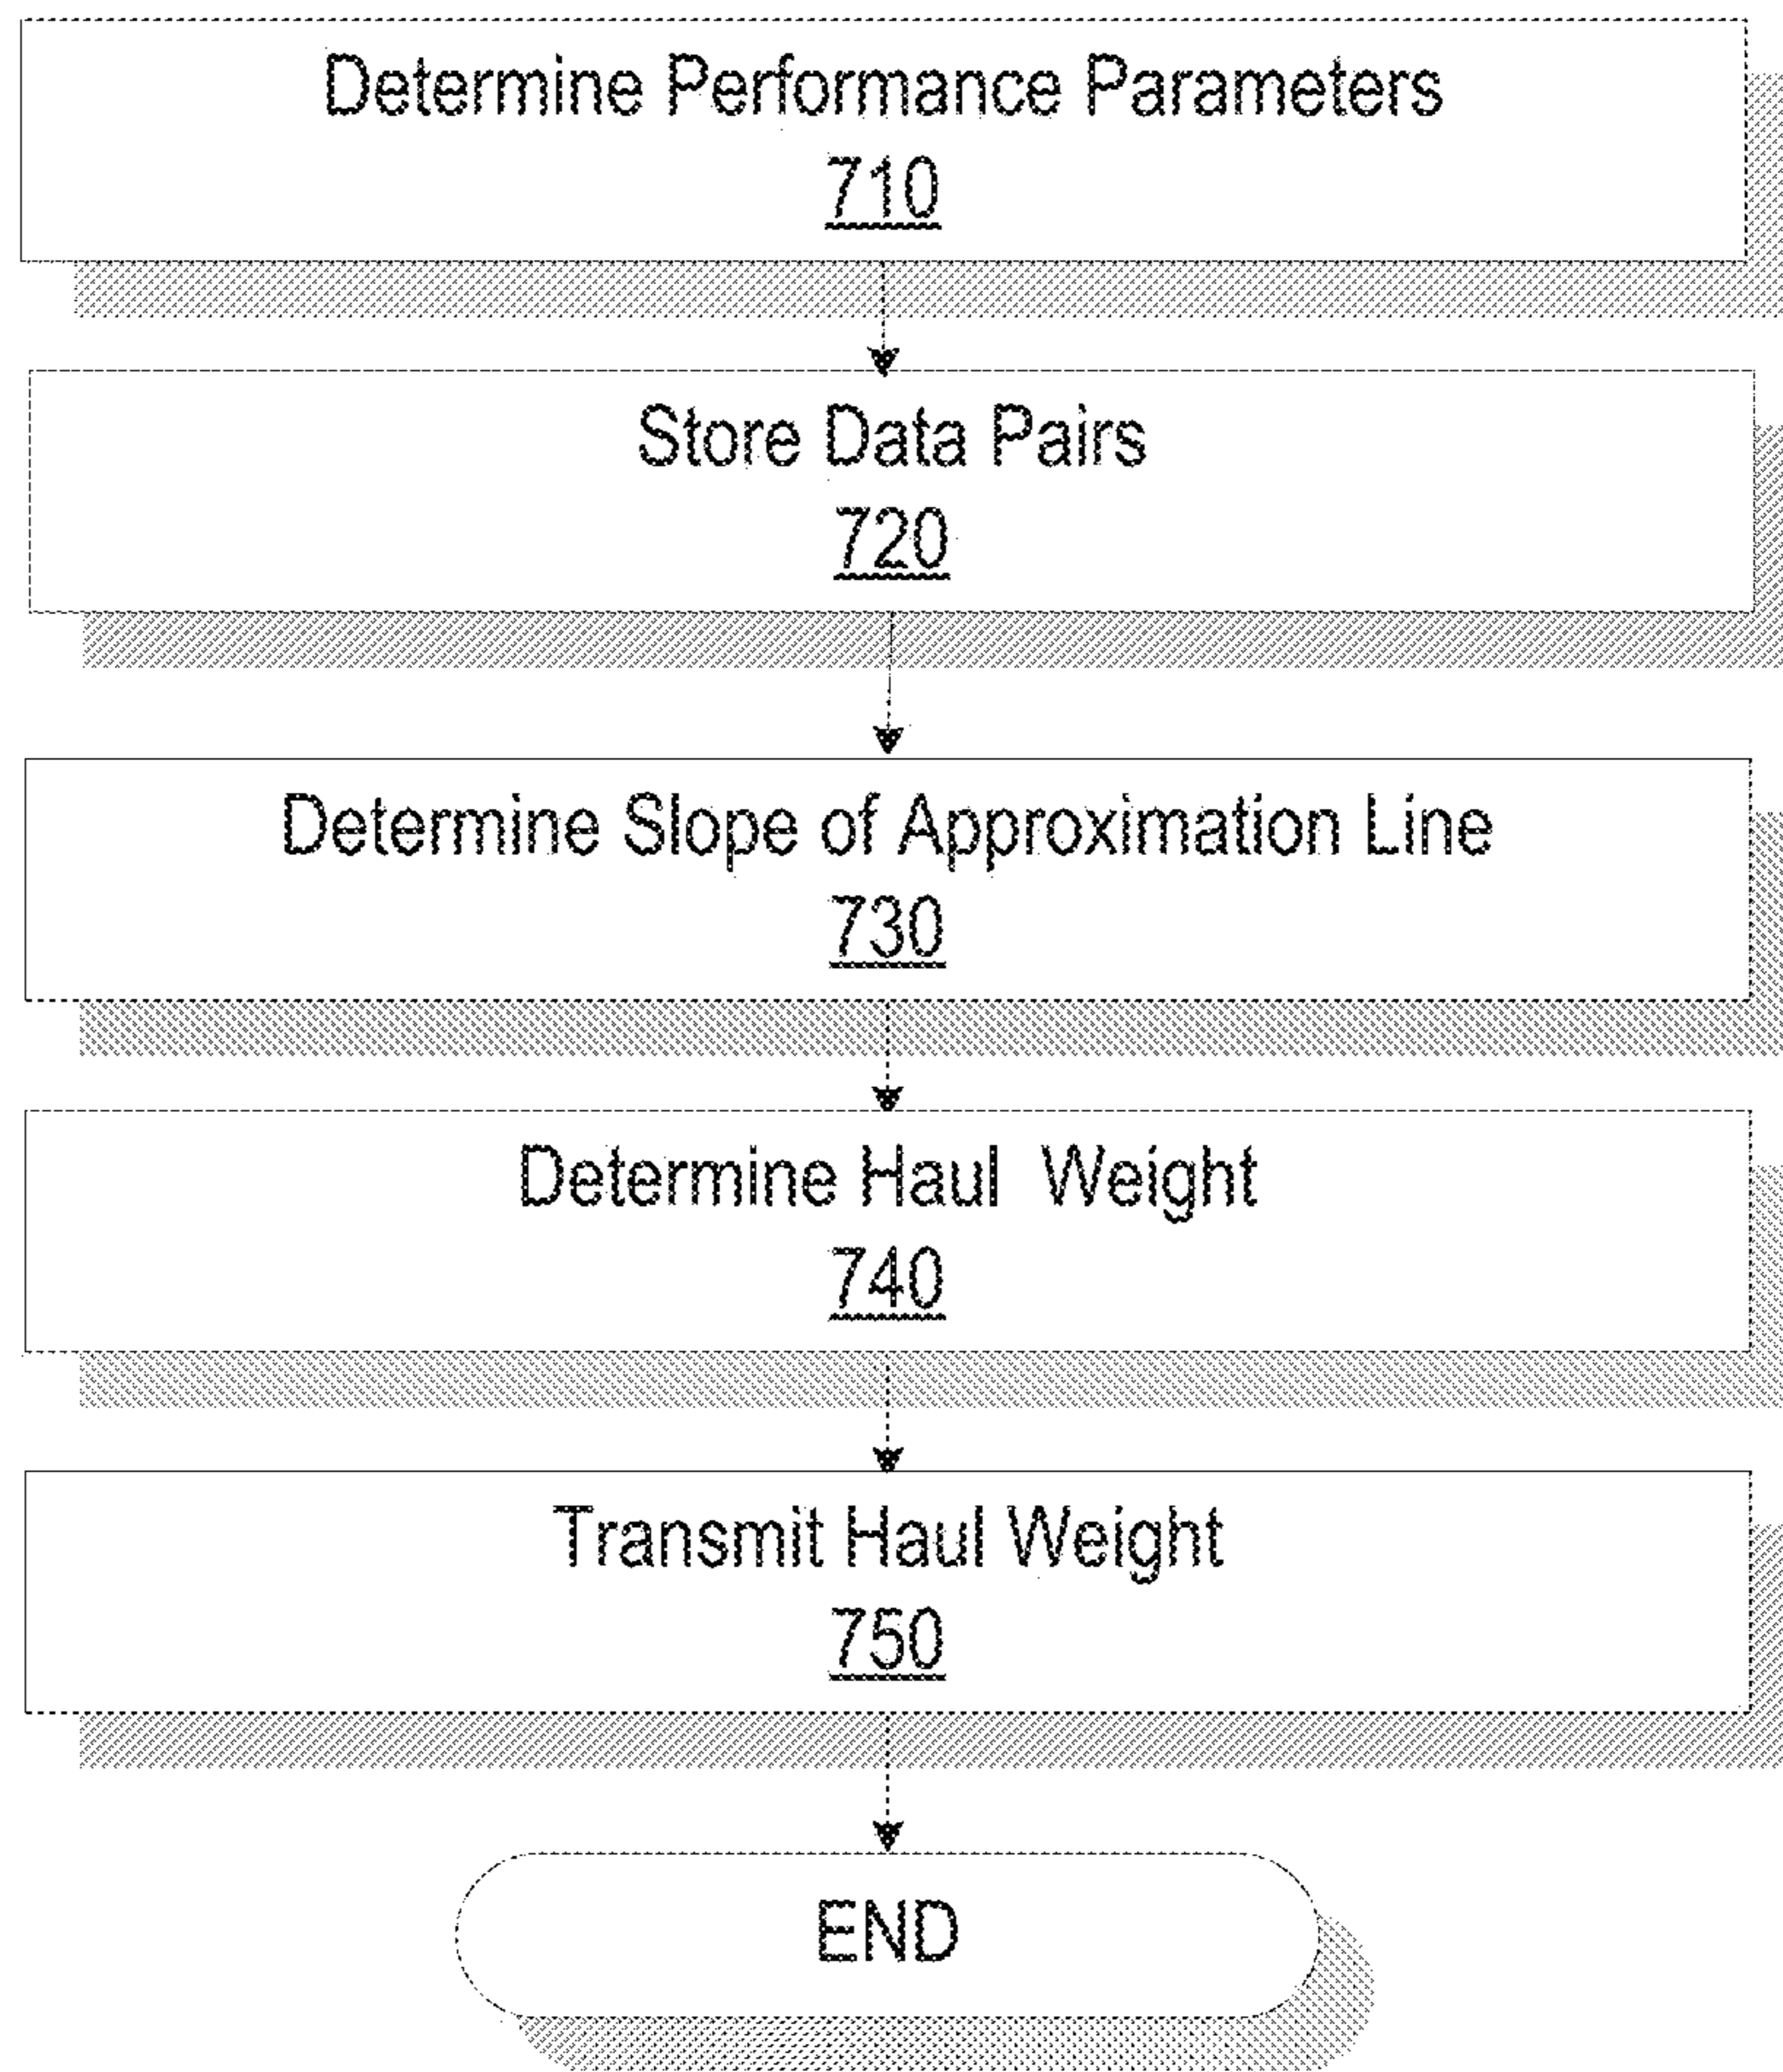 Determine Performance Parameters
710
Store Data Pairs
720
Determine Slope of Approximation Line
730
Determine Haul Weight
740
Transmit Haul Weight
750
END